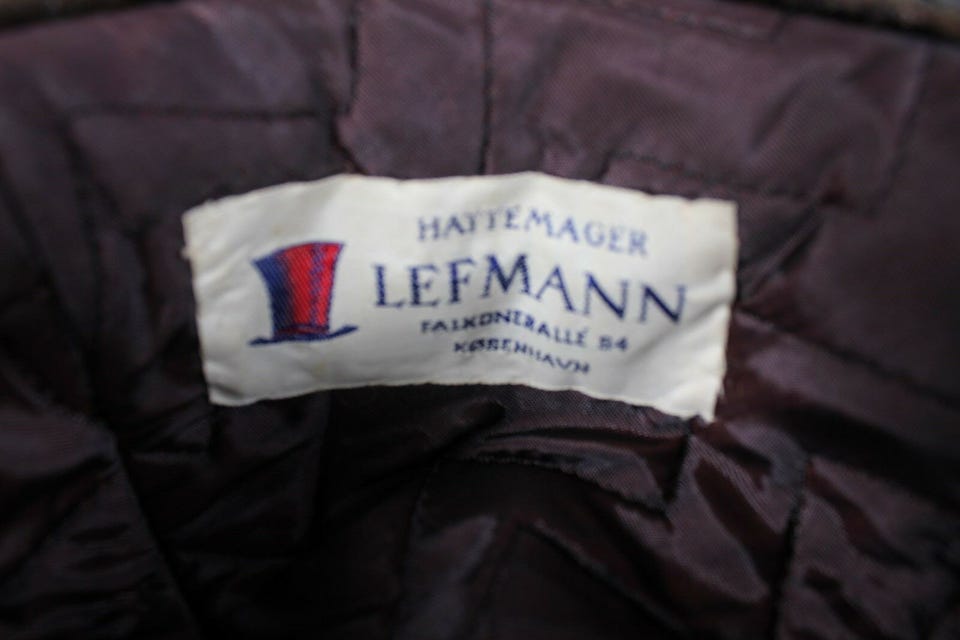 HATTEMAGER
LEFMANN
FALKONERALLÉ 54
KØBENHAVN